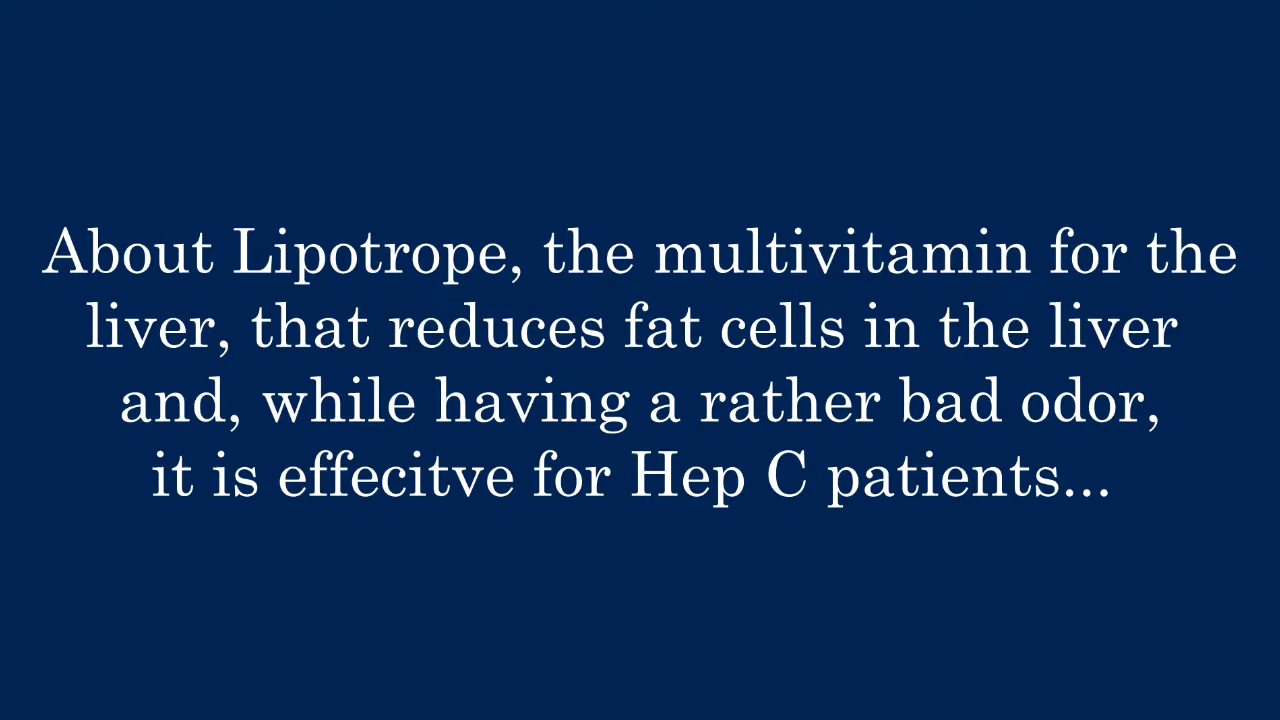 About Lipotrope, the multivitamin for the
liver, that reduces fat cells in the liver
and, while having a rather bad odor,
it is effecitve for Hep C patients...